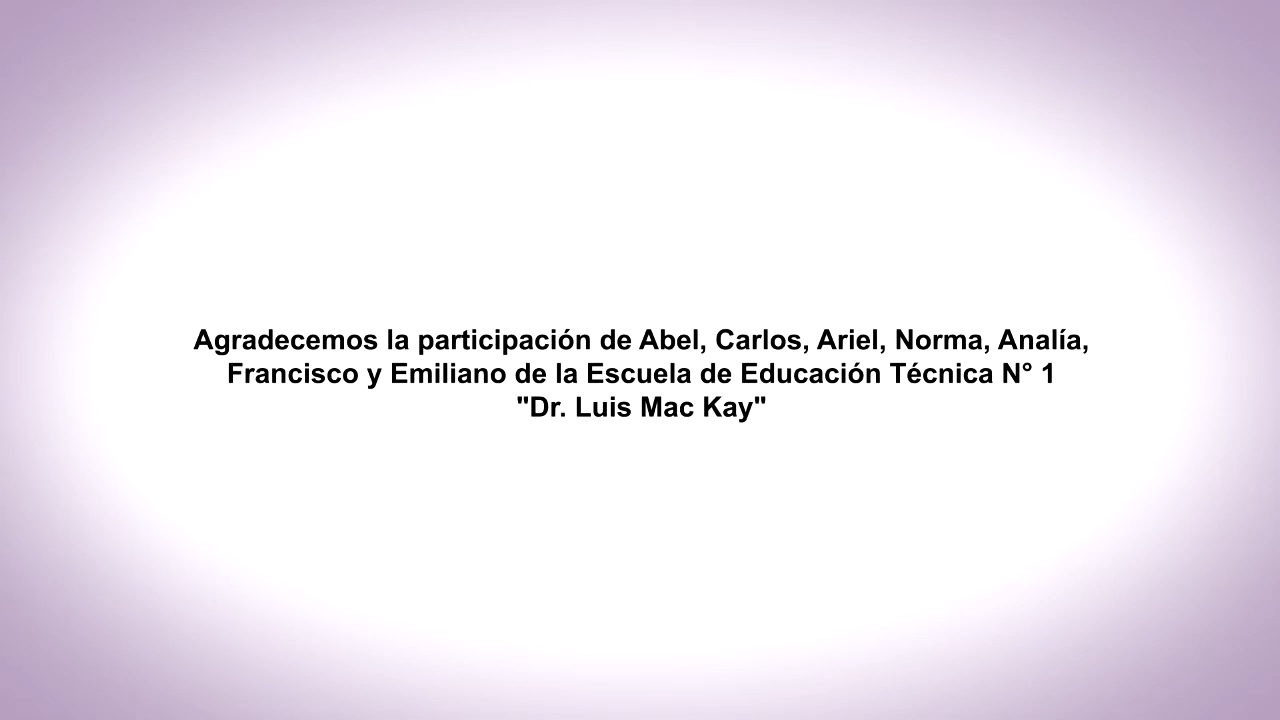 Agradecemos la participación de Abel, Carlos, Ariel, Norma, Analía,
Francisco y Emiliano de la Escuela de Educación Técnica N° 1
"Dr. Luis Mac Kay"